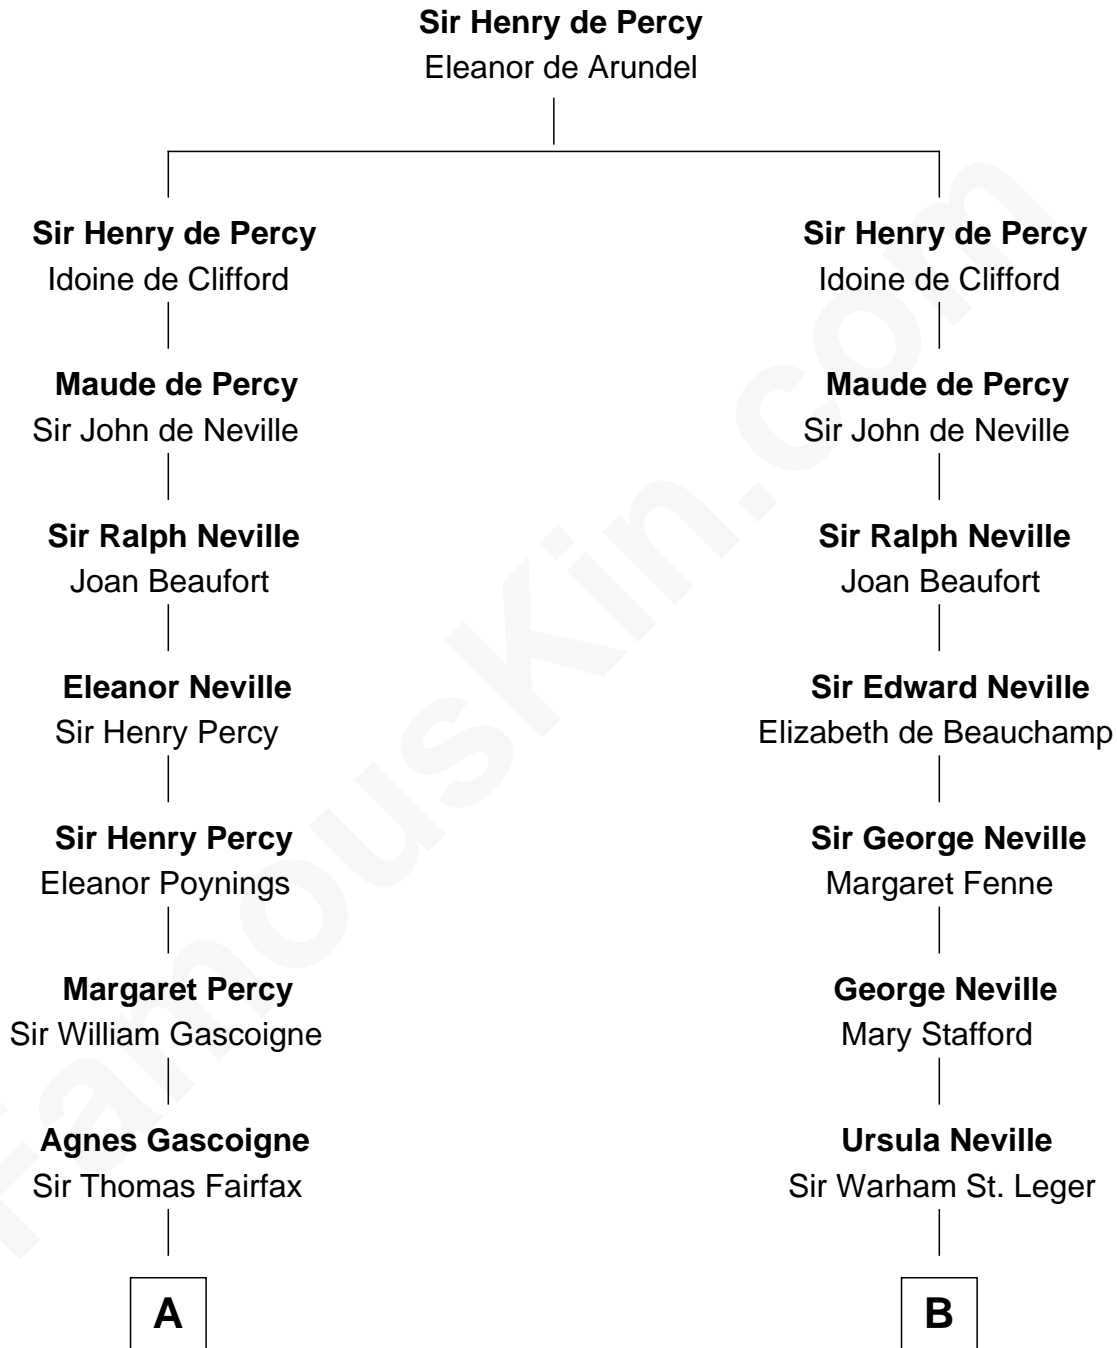 Sir Henry de Percy
Eleanor de Arundel
Sir Henry de Percy
Idoine de Clifford
Maude de Percy
Sir John de Neville
Sir Ralph Neville
Joan Beaufort
Eleanor Neville
Sir Henry Percy
Sir Henry Percy
Eleanor Poynings
Margaret Percy
Sir William Gascoigne
Agnes Gascoigne
Sir Thomas Fairfax
A
Sir Henry de Percy
Idoine de Clifford
Maude de Percy
Sir John de Neville
Sir Ralph Neville
Joan Beaufort
Sir Edward Neville
Elizabeth de Beauchamp
Sir George Neville
Margaret Fenne
George Neville
Mary Stafford
Ursula Neville
Sir Warham St. Leger
B
FamousKin.com